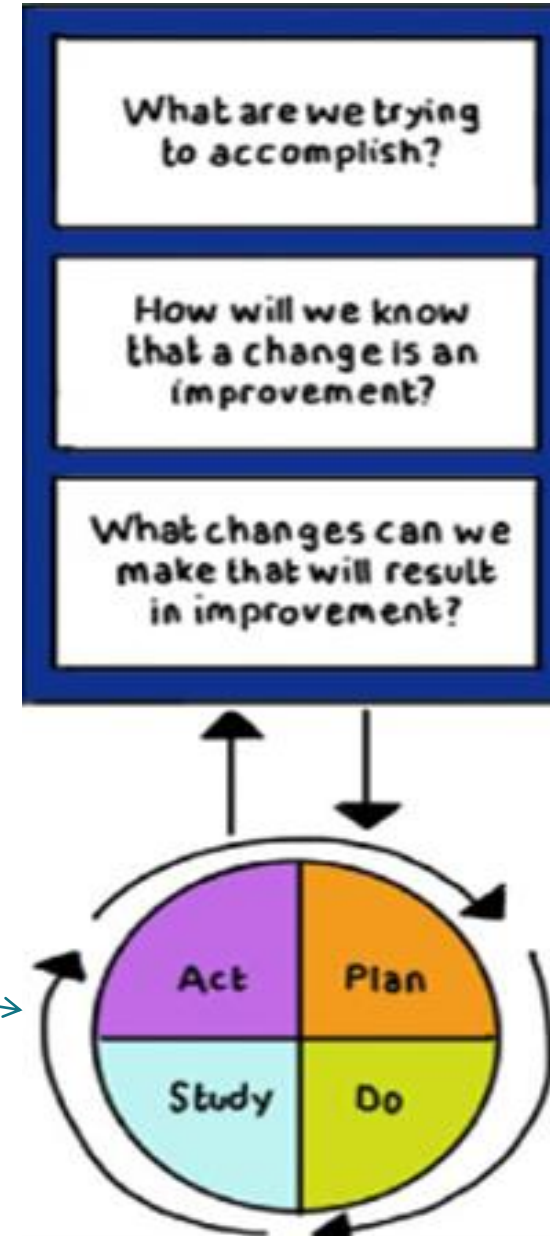 What are we trying
to accomplish?
How will we know
that a change is an
improvement?
What changes can we
make that will result
in improvement?
Act
Plan
Study
Do